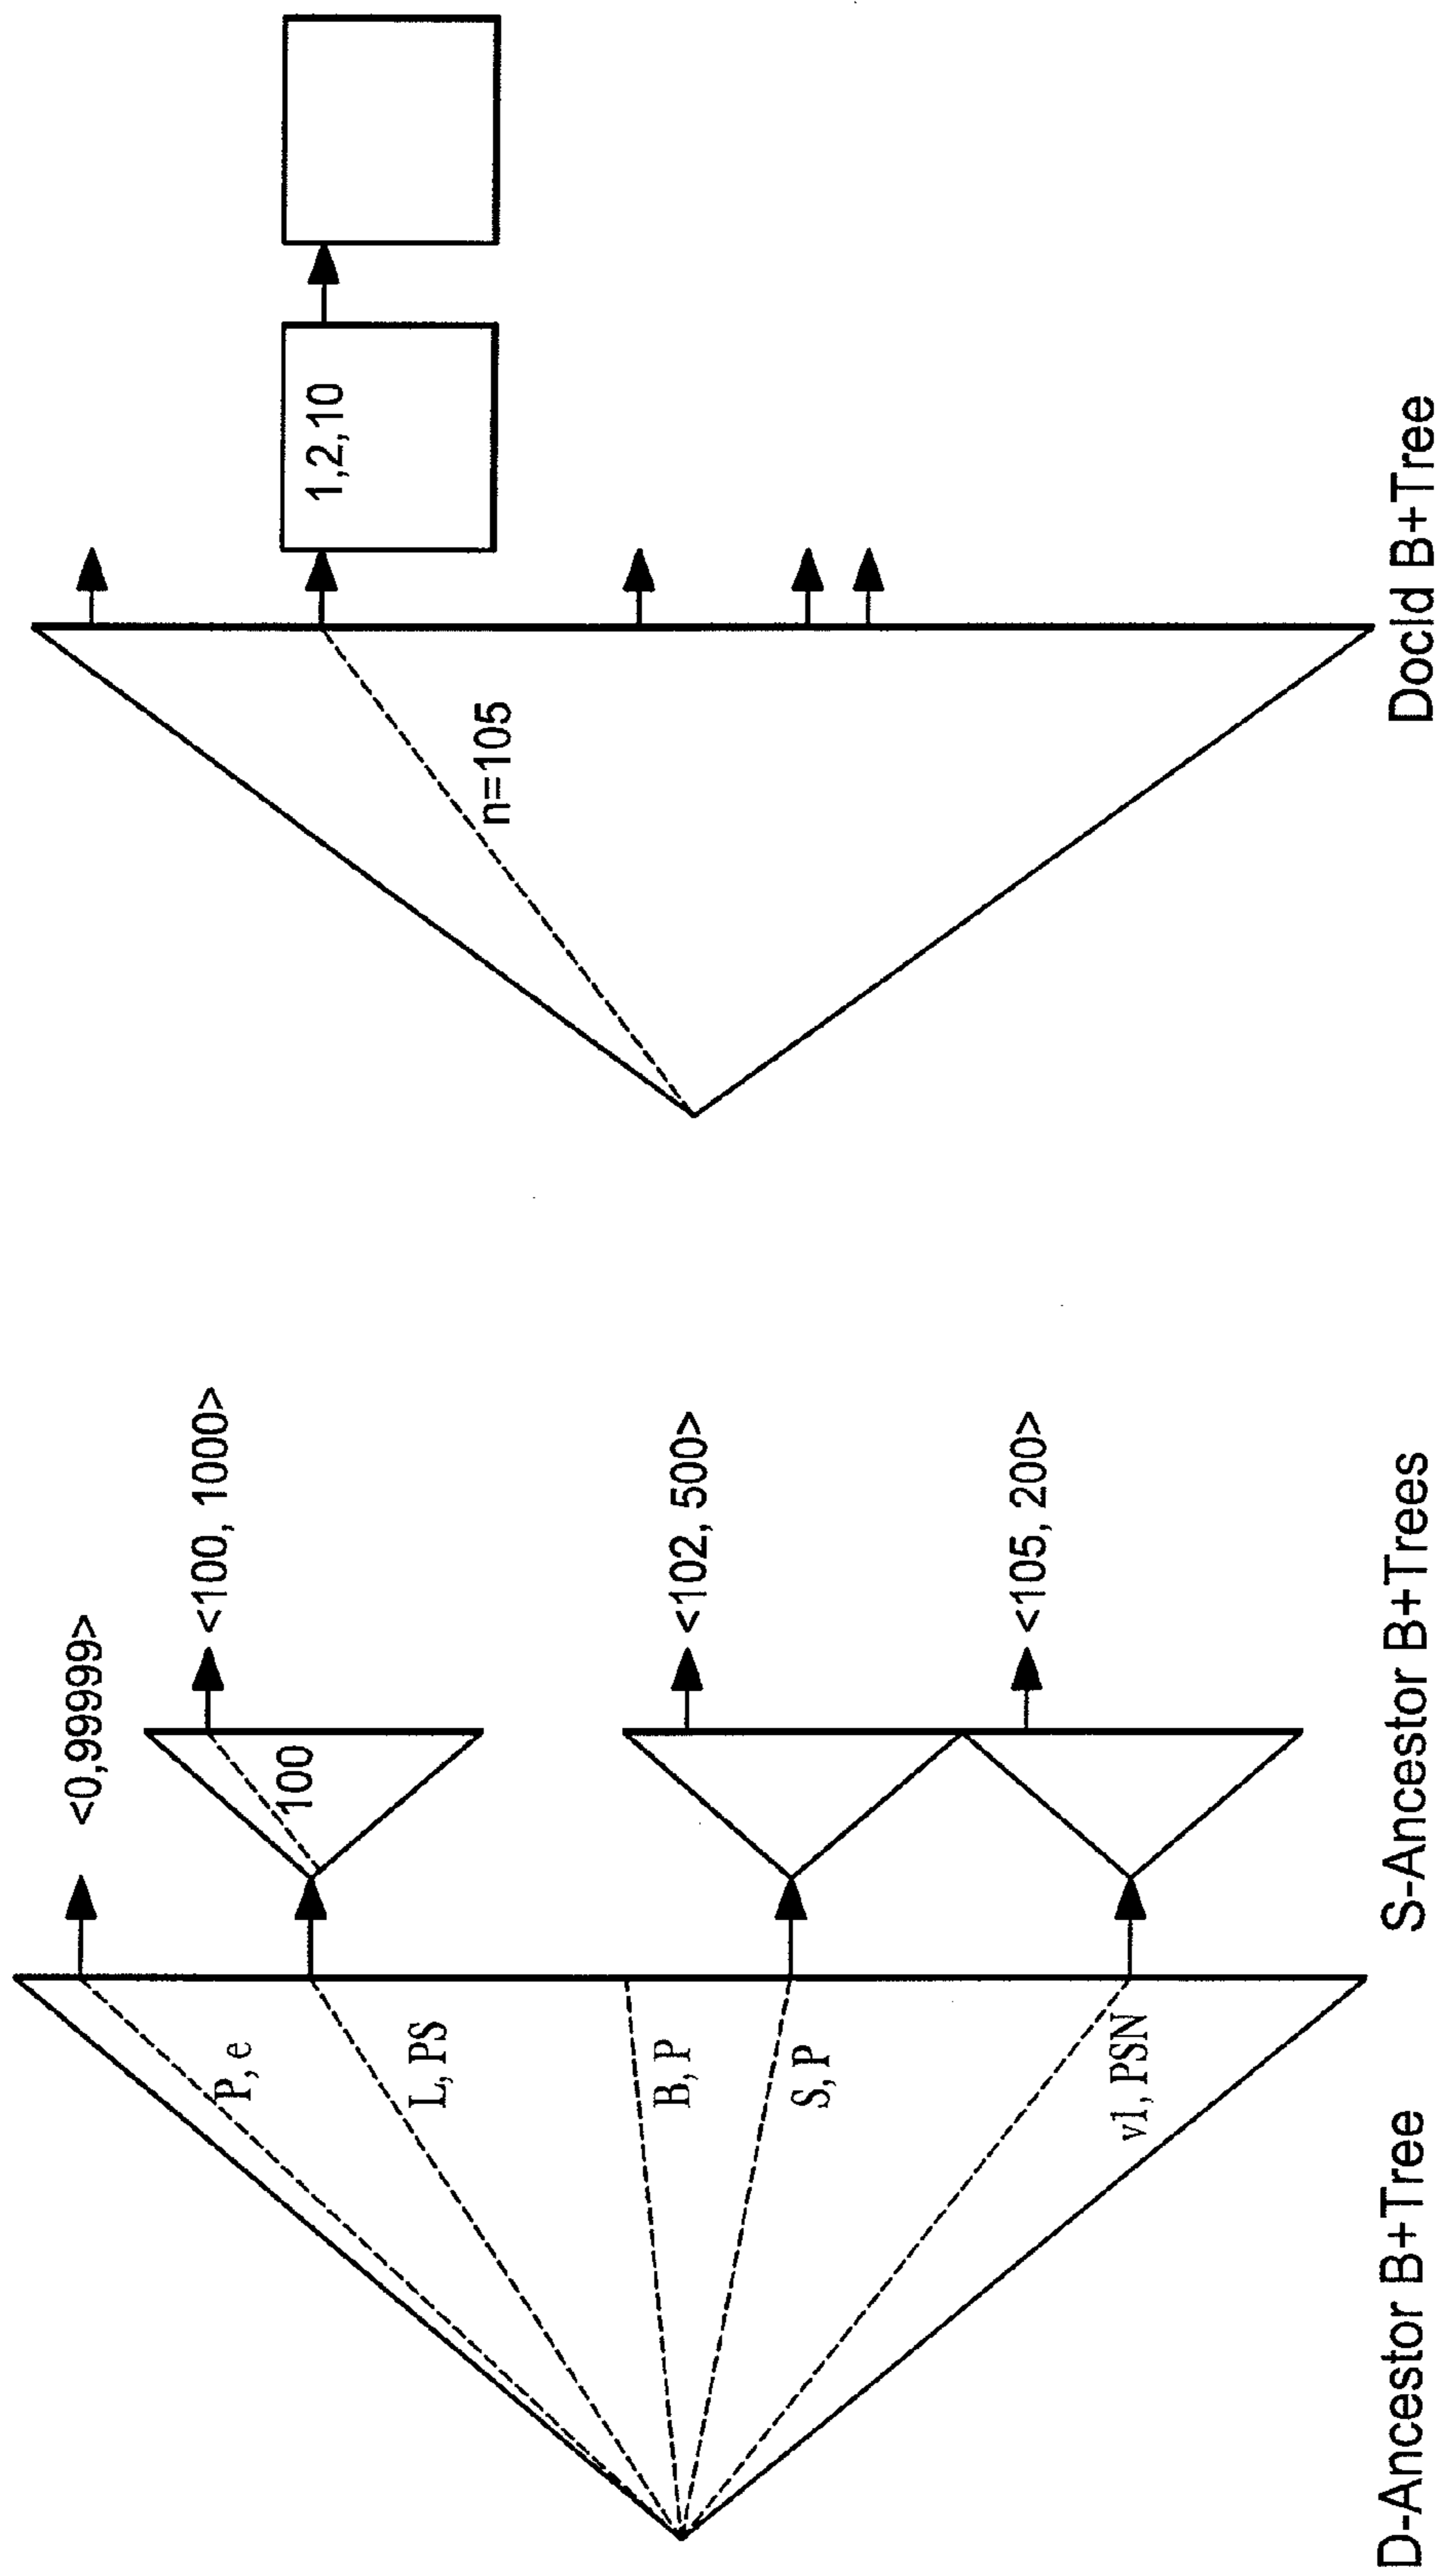 P, e
L, PS
B, P
S, P
v1, PSN
D-Ancestor B+Tree
<0,99999>
100
<100, 1000>
<102, 500>
<105, 200>
S-Ancestor B+Trees
n=105
1,2,10
DocId B+Tree